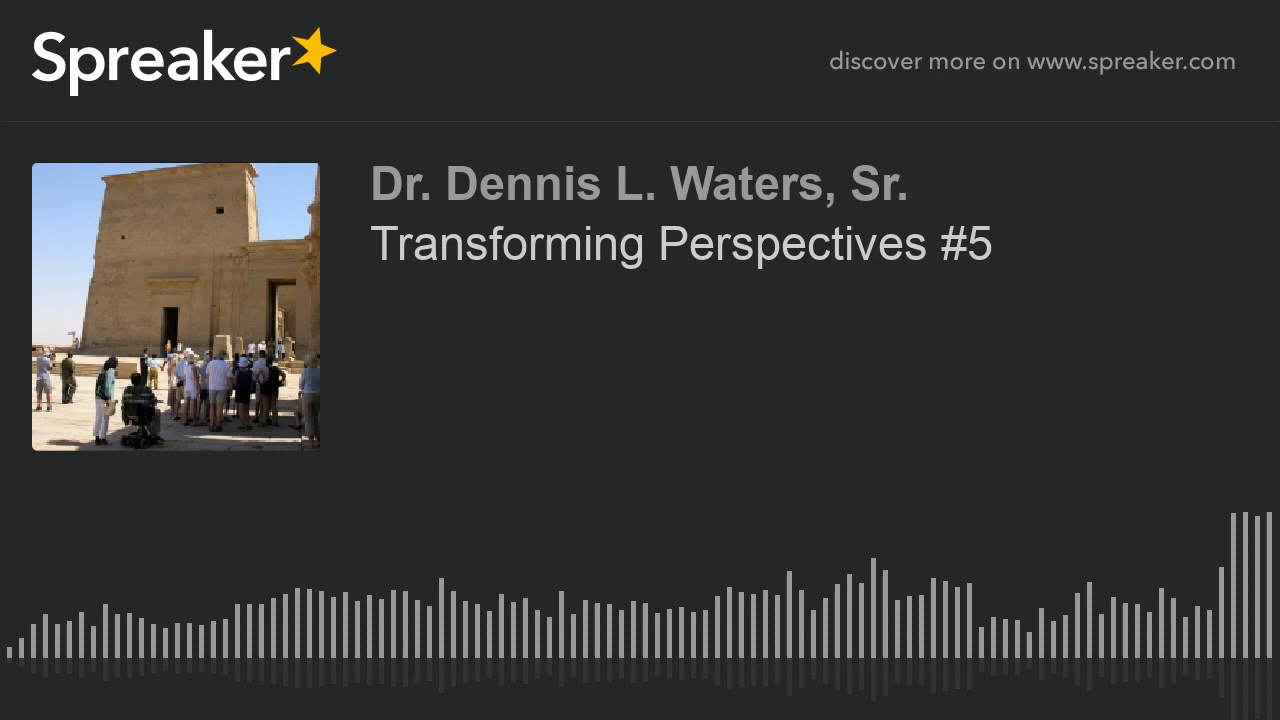 Spreaker
discover more on www.spreaker.com
Dr. Dennis L. Waters, Sr.
Transforming Perspectives #5